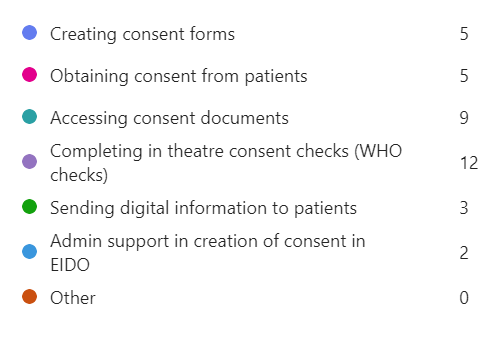 Creating consent forms 5
Obtaining consent from patients 5
Accessing consent documents 9
Completing in theatre consent checks (WHO
checks) 12
Sending digital information to patients 3
Admin support in creation of consent in
EIDO 2
Other 0